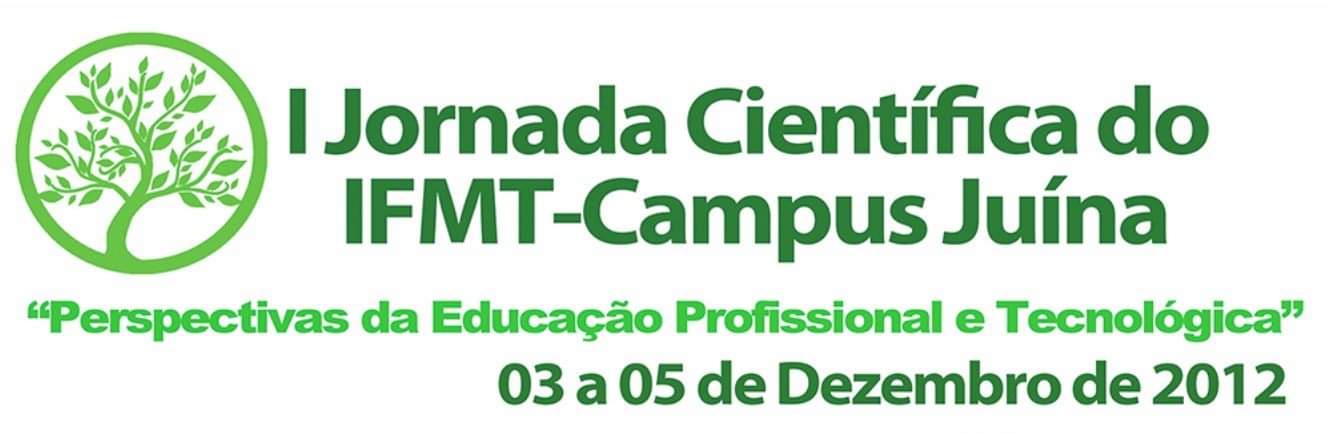 I Jornada Científica do
IFMT-Campus Juína
“Perspectivas da Educação Profissional e Tecnológica”
03 a 05 de Dezembro de 2012